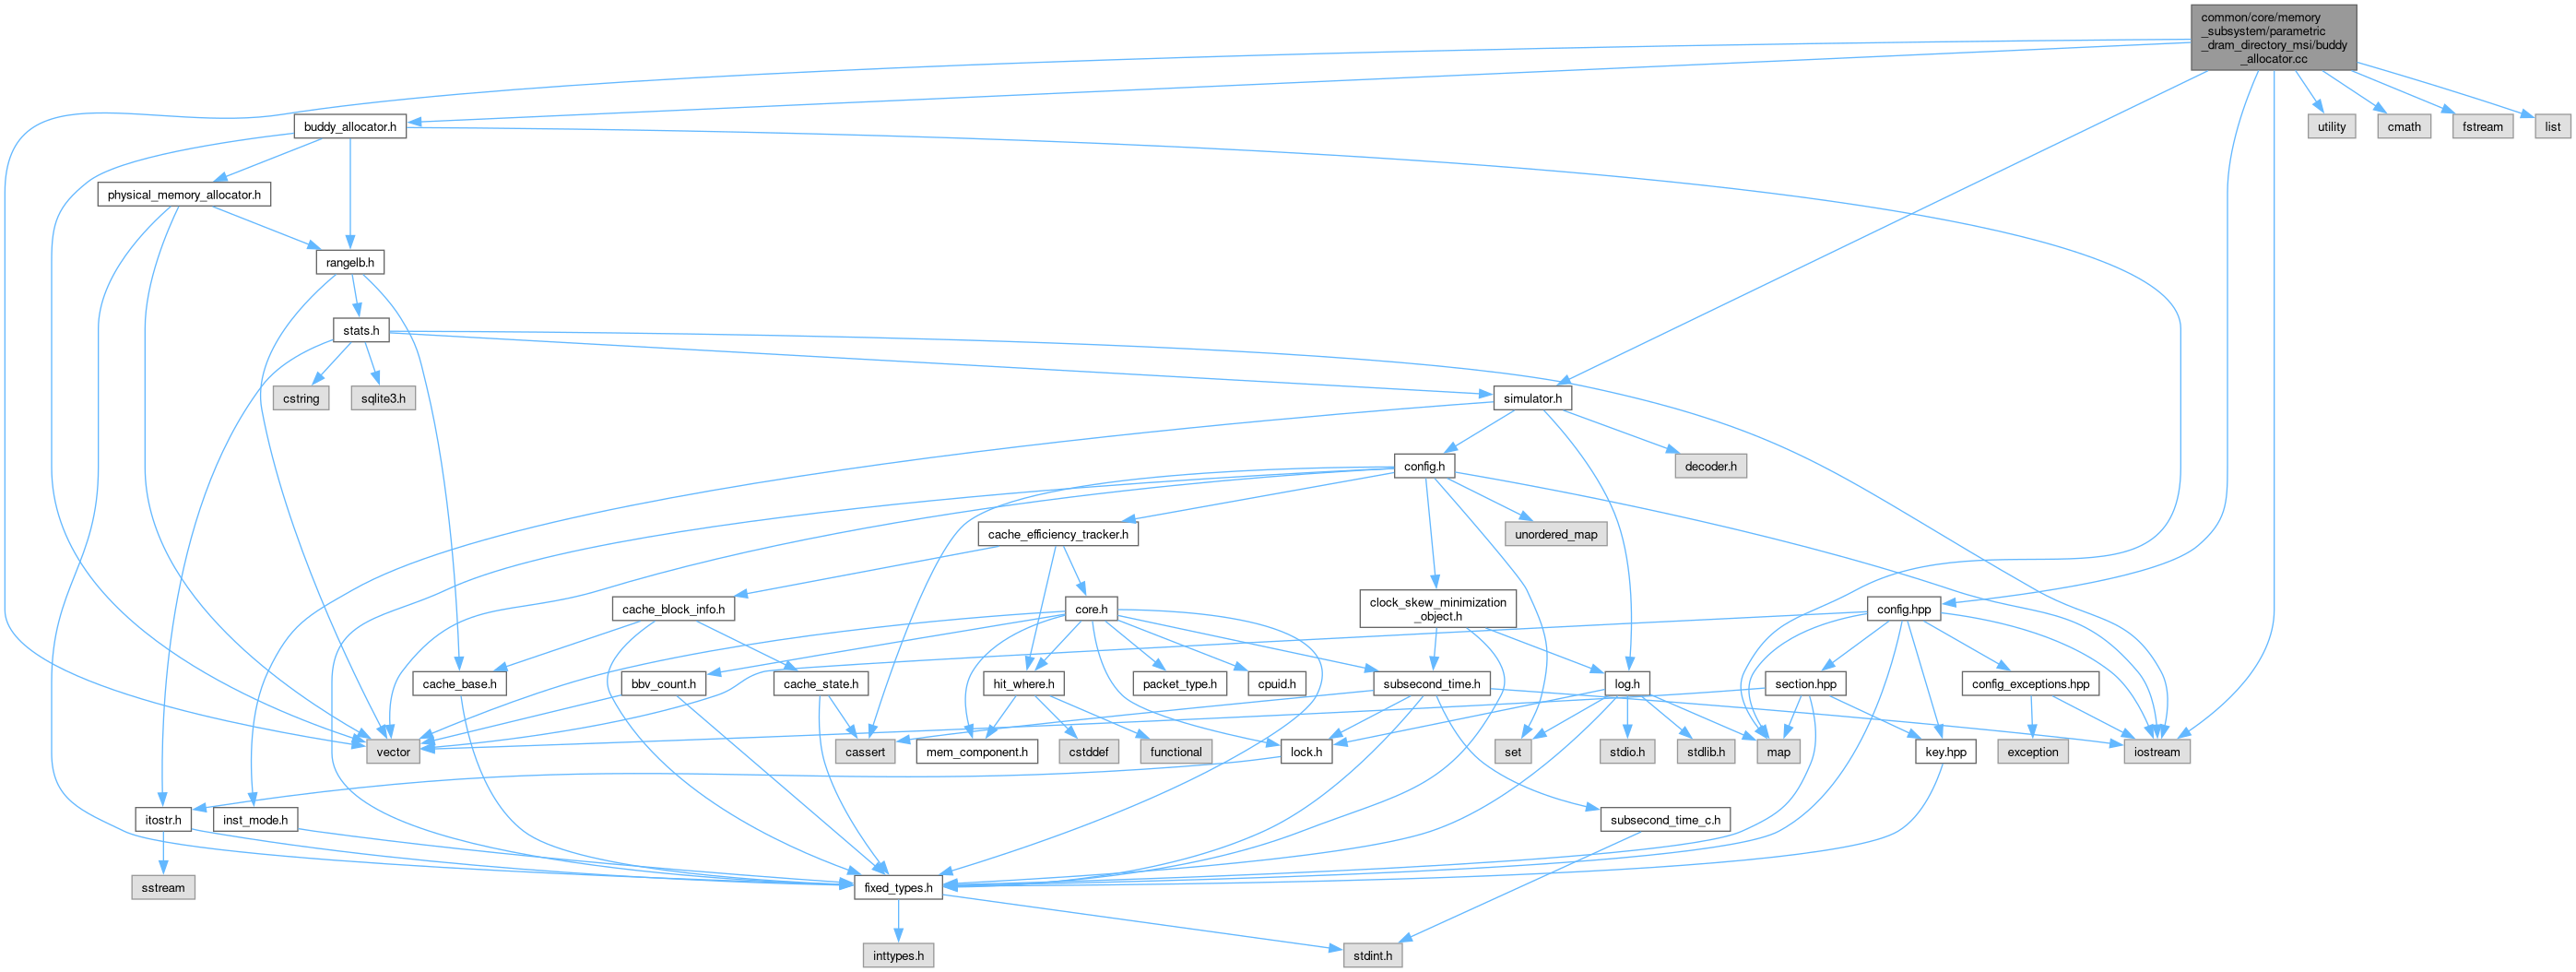 common/core/memory
_subsystem/parametric
_dram_directory_msi/buddy
_allocator.cc
buddy_allocator.h
utility
cmath
fstream
list
physical_memory_allocator.h
rangelb.h
stats.h
cstring
sqlite3.h
simulator.h
config.h
decoder.h
cache_efficiency_tracker.h
unordered_map
cache_block_info.h
core.h
clock_skew_minimization
_object.h
config.hpp
cache_base.h
bbv_count.h
cache_state.h
hit_where.h
packet_type.h
cpuid.h
subsecond_time.h
log.h
section.hpp
config_exceptions.hpp
vector
cassert
mem_component.h
cstddef
functional
lock.h
set
stdio.h
stdlib.h
map
key.hpp
exception
iostream
itostr.h
inst_mode.h
subsecond_time_c.h
sstream
fixed_types.h
inttypes.h
stdint.h